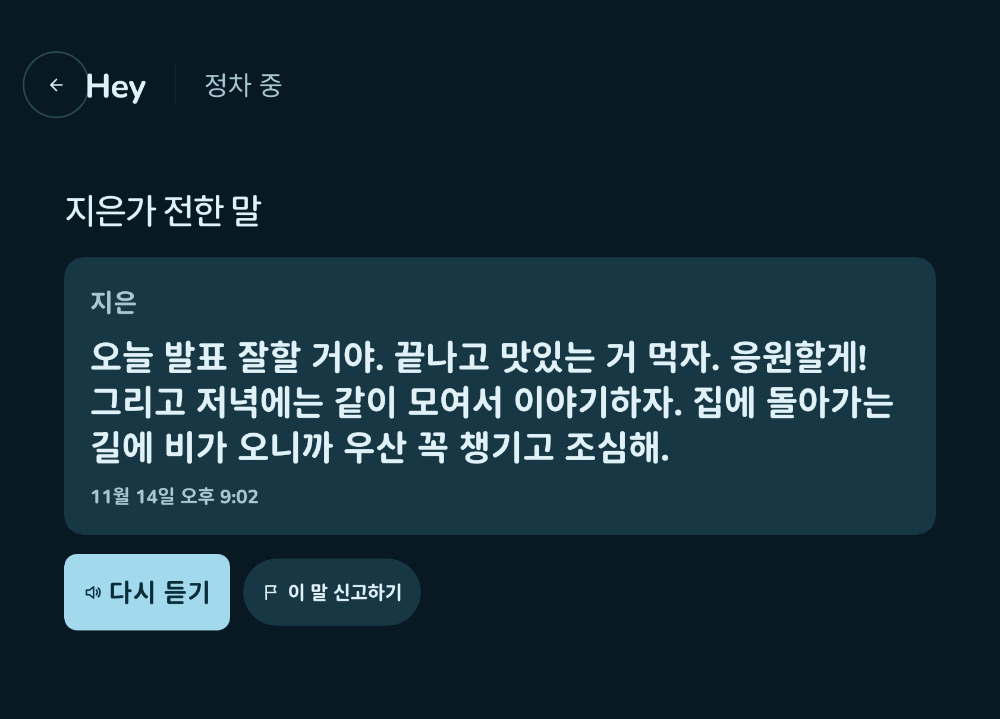 Hey
정차 중
지은가 전한 말
지은
오늘 발표 잘할 거야. 끝나고 맛있는 거 먹자. 응원할게!
그리고 저녁에는 같이 모여서 이야기하자. 집에 돌아가는
길에 비가 오니까 우산 꼭 챙기고 조심해.
11월 14일 오후 9:02
다시 듣기
이 말 신고하기